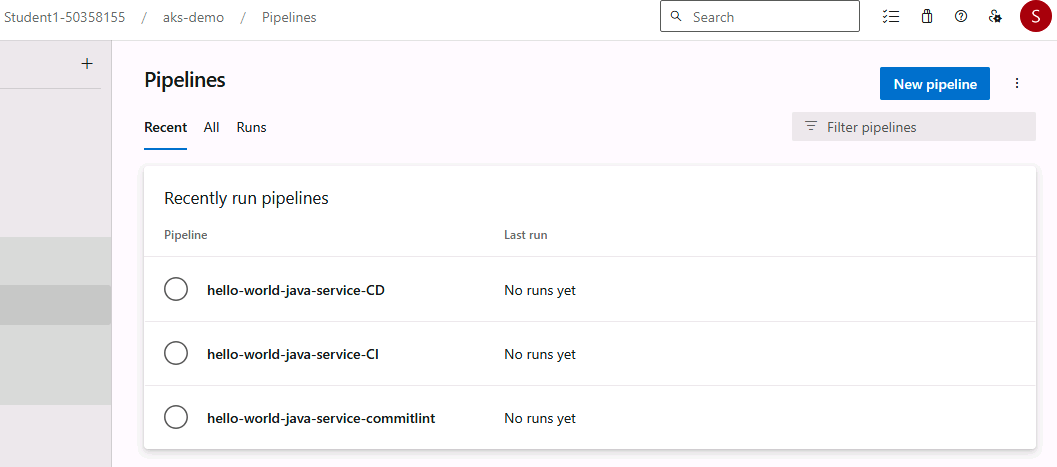 Student1-50358155 / aks-demo / Pipelines
Search
S
+
Pipelines
New pipeline
Recent All Runs
Filter pipelines
Recently run pipelines
Pipeline Last run
hello-world-java-service-CD No runs yet
hello-world-java-service-CI No runs yet
hello-world-java-service-commitlint No runs yet